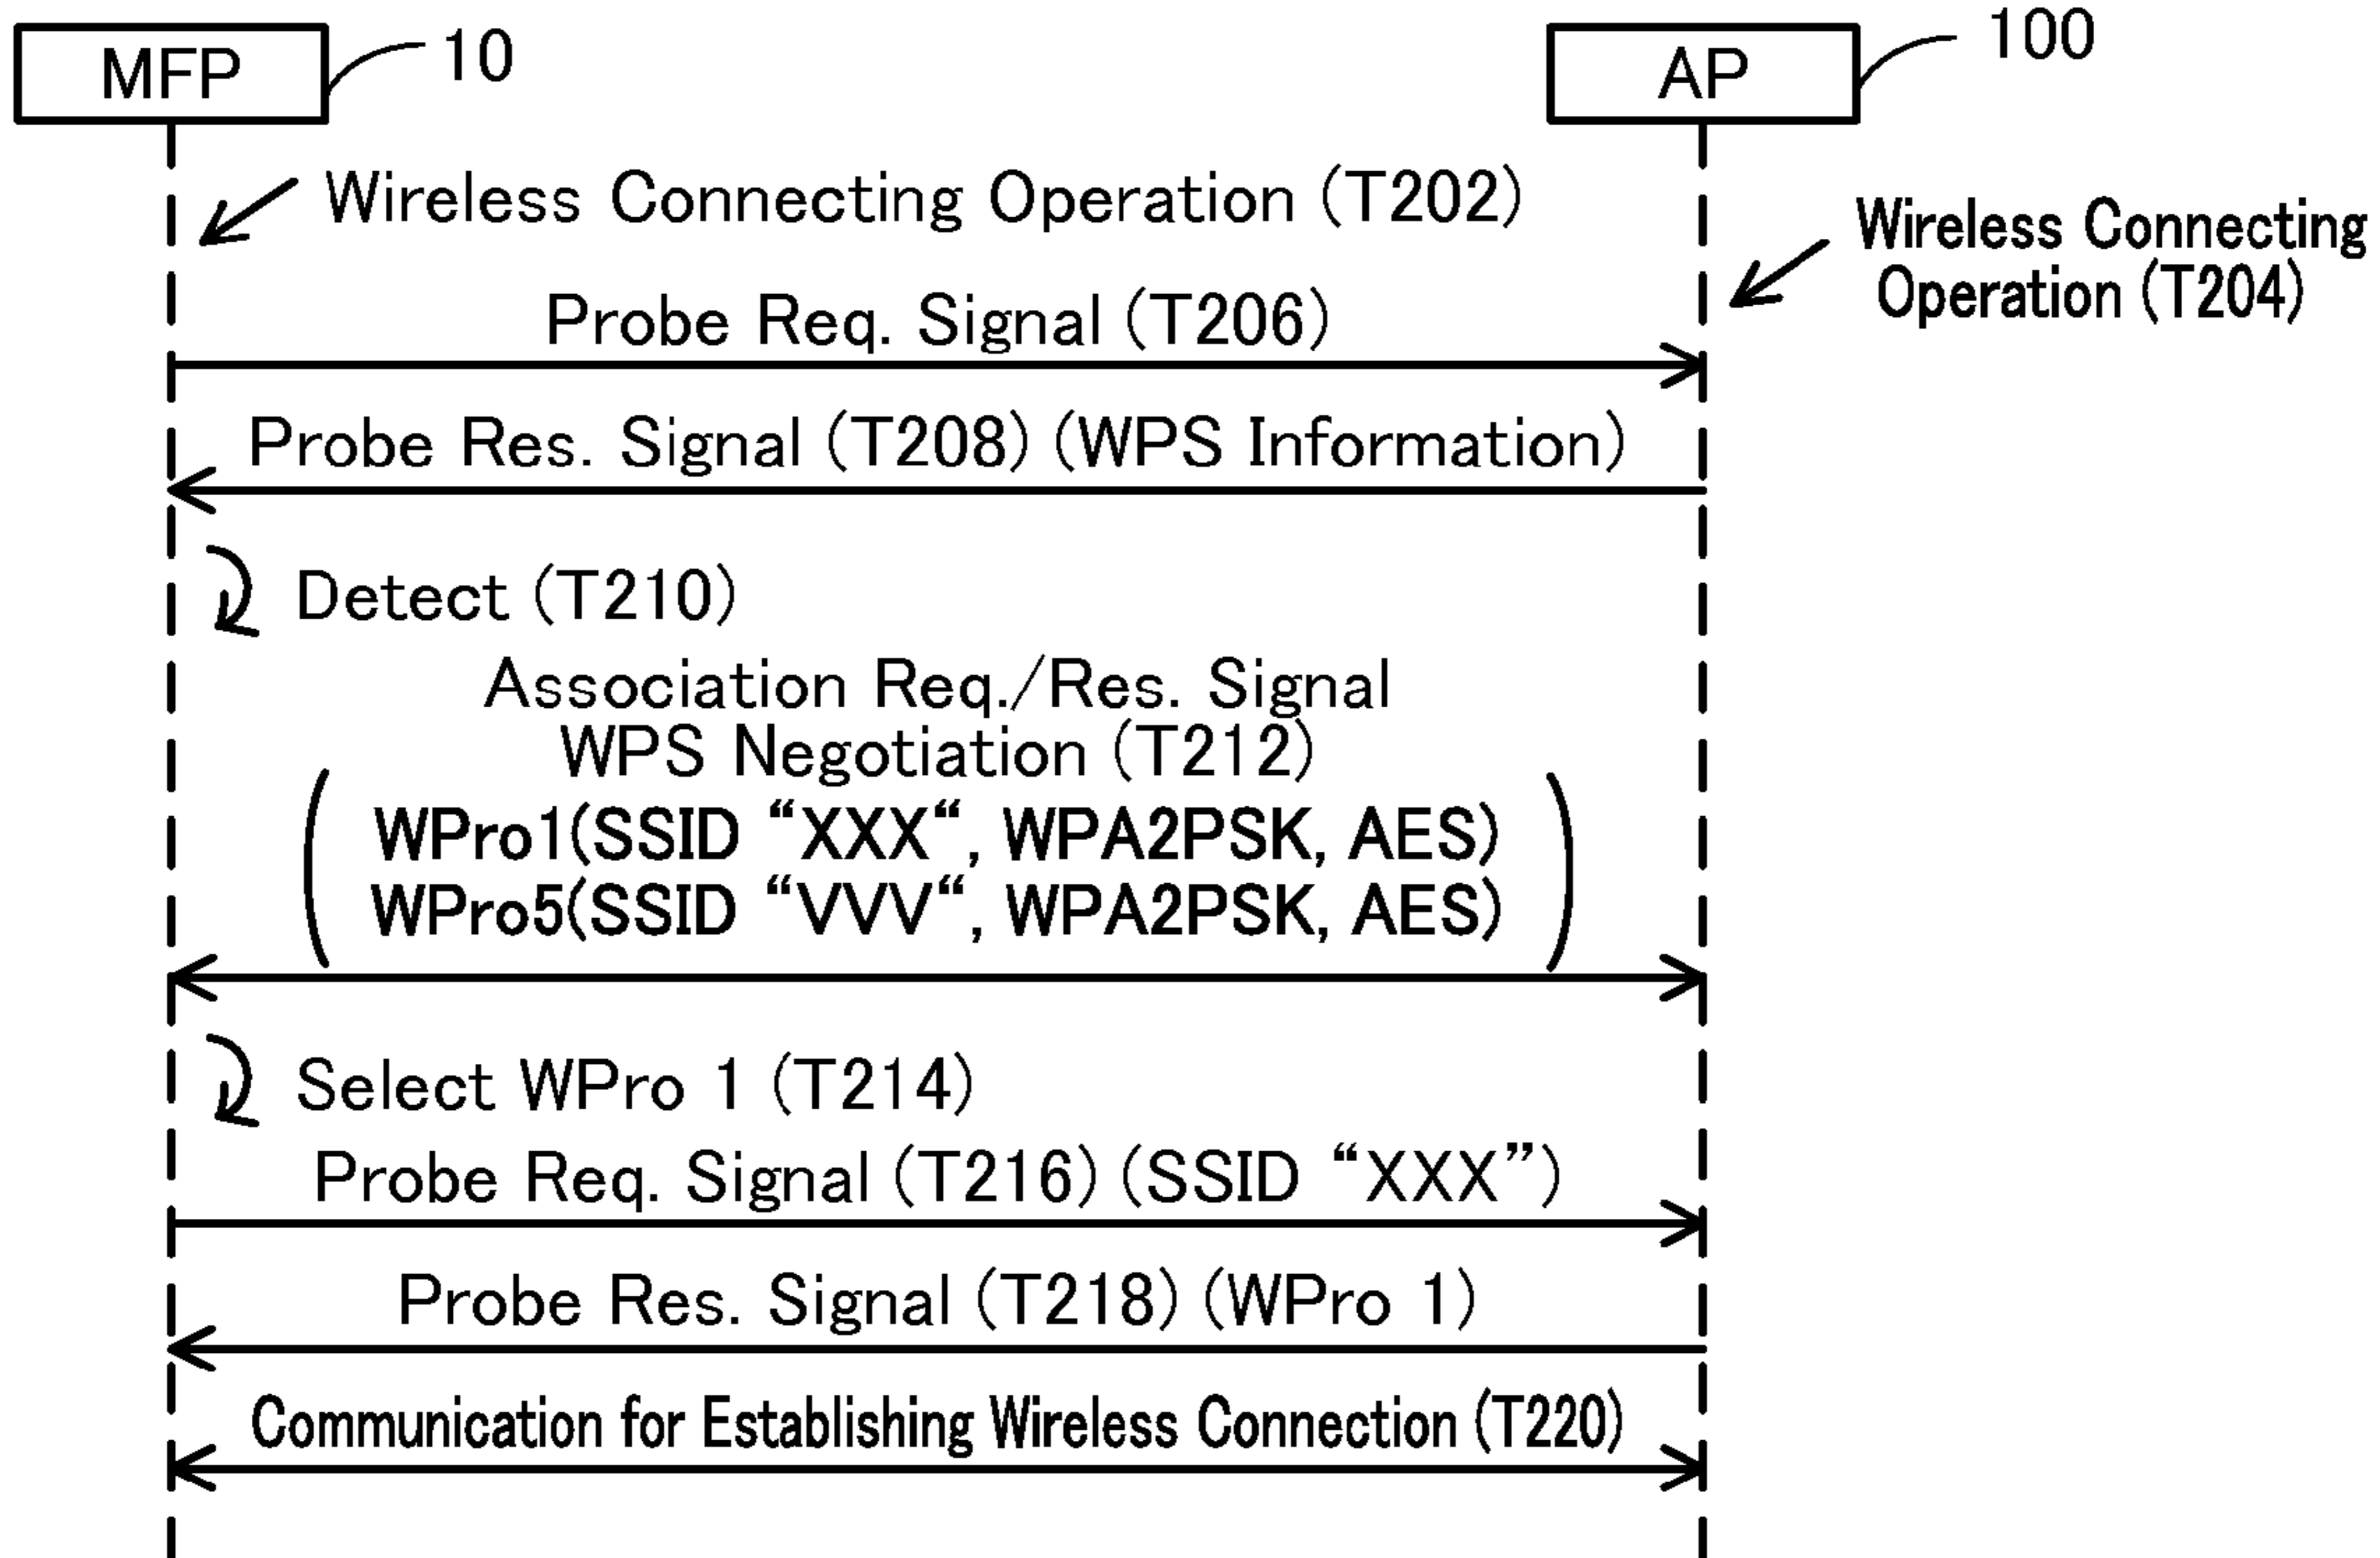 MFP
10
AP
100
Wireless Connecting Operation (T202)
Wireless Connecting
Operation (T204)
Probe Req. Signal (T206)
Probe Res. Signal (T208) (WPS Information)
Detect (T210)
Association Req./Res. Signal
WPS Negotiation (T212)
WPro1(SSID “XXX“, WPA2PSK, AES)
WPro5(SSID “VVV“, WPA2PSK, AES)
Select WPro 1 (T214)
Probe Req. Signal (T216) (SSID “XXX”)
Probe Res. Signal (T218) (WPro 1)
Communication for Establishing Wireless Connection (T220)